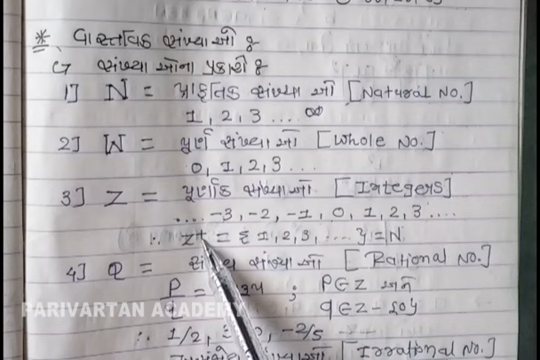 * વાસ્તવિક સંખ્યાઓ :
↳ સંખ્યાઓના પ્રકારો :
1] N = પ્રાકૃતિક સંખ્યાઓ [Natural No.]
1, 2, 3 .... ∞
2] W = પૂર્ણ સંખ્યાઓ [Whole No.]
0, 1, 2, 3 ...
3] Z = પૂર્ણાંક સંખ્યાઓ [Integers]
.... -3, -2, -1, 0, 1, 2, 3 ....
∴ Z+ = { 1, 2, 3, .... } = N
4] Q = સંખ્યાઓ [Rational No.]
P = ; P∈Z અને
q∈Z - {0}
PARIVARTAN ACADEMY
∴ 1/2, -2/5
સંખ્યાઓ [Irrational No.]